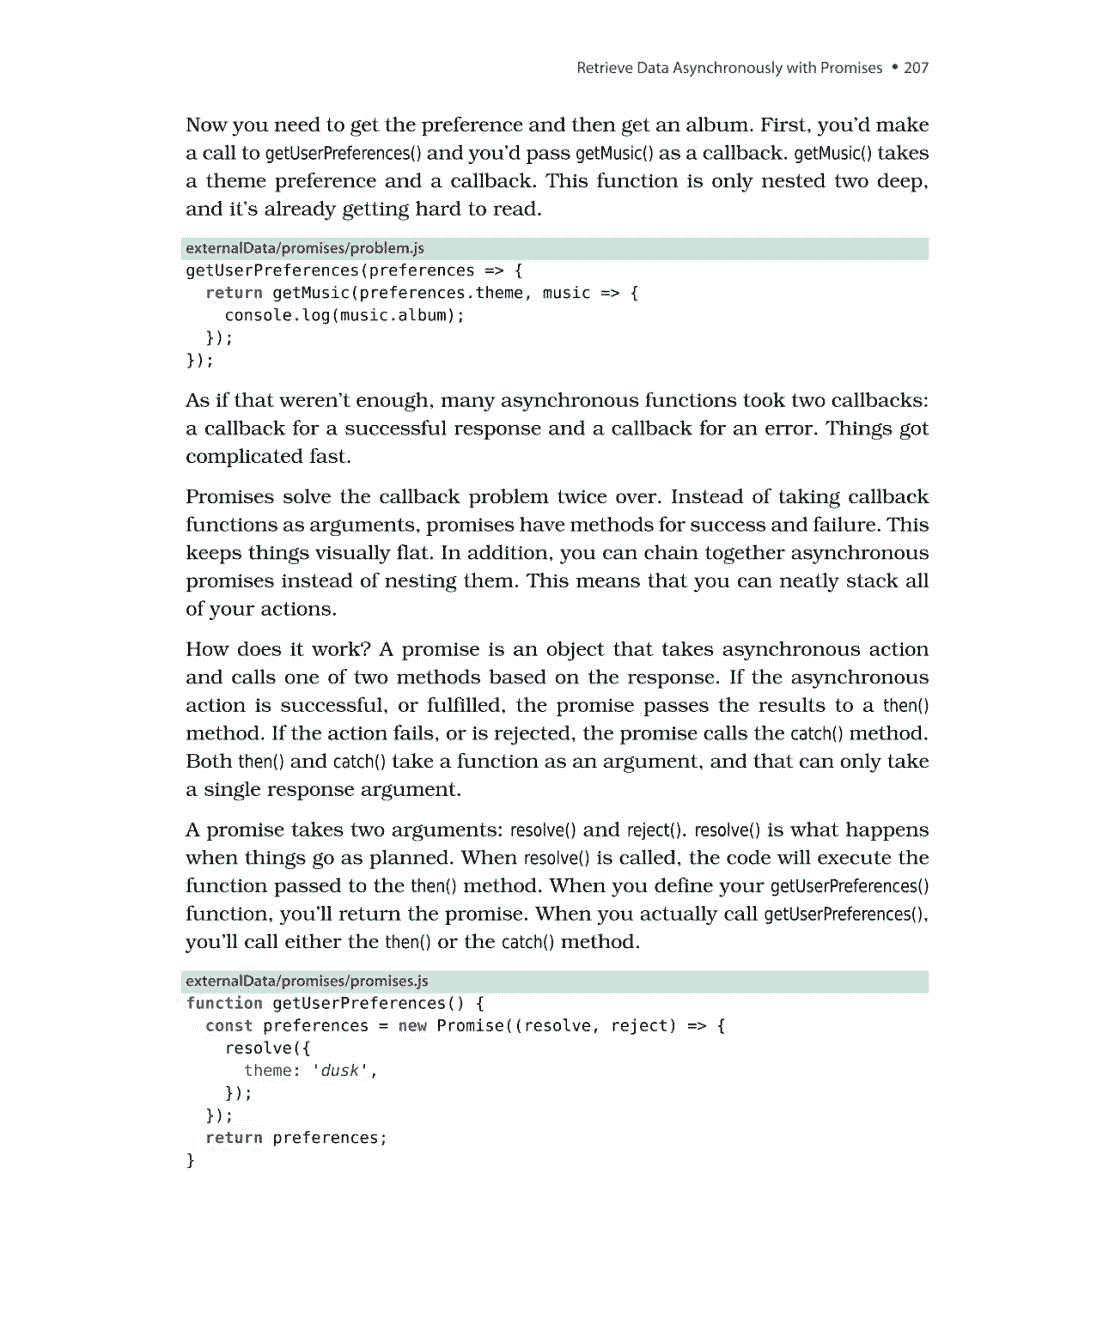 Retrieve Data Asynchronously with Promises • 207
Now you need to get the preference and then get an album. First, you’d make
a call to getUserPreferences() and you’d pass getMusic() as a callback. getMusic() takes
a theme preference and a callback. This function is only nested two deep,
and it’s already getting hard to read.
externalData/promises/problem.js
getUserPreferences(preferences => {
  return getMusic(preferences.theme, music => {
    console.log(music.album);
  });
});
As if that weren’t enough, many asynchronous functions took two callbacks:
a callback for a successful response and a callback for an error. Things got
complicated fast.
Promises solve the callback problem twice over. Instead of taking callback
functions as arguments, promises have methods for success and failure. This
keeps things visually flat. In addition, you can chain together asynchronous
promises instead of nesting them. This means that you can neatly stack all
of your actions.
How does it work? A promise is an object that takes asynchronous action
and calls one of two methods based on the response. If the asynchronous
action is successful, or fulfilled, the promise passes the results to a then()
method. If the action fails, or is rejected, the promise calls the catch() method.
Both then() and catch() take a function as an argument, and that can only take
a single response argument.
A promise takes two arguments: resolve() and reject(). resolve() is what happens
when things go as planned. When resolve() is called, the code will execute the
function passed to the then() method. When you define your getUserPreferences()
function, you’ll return the promise. When you actually call getUserPreferences(),
you’ll call either the then() or the catch() method.
externalData/promises/promises.js
function getUserPreferences() {
  const preferences = new Promise((resolve, reject) => {
    resolve({
      theme: 'dusk',
    });
  });
  return preferences;
}